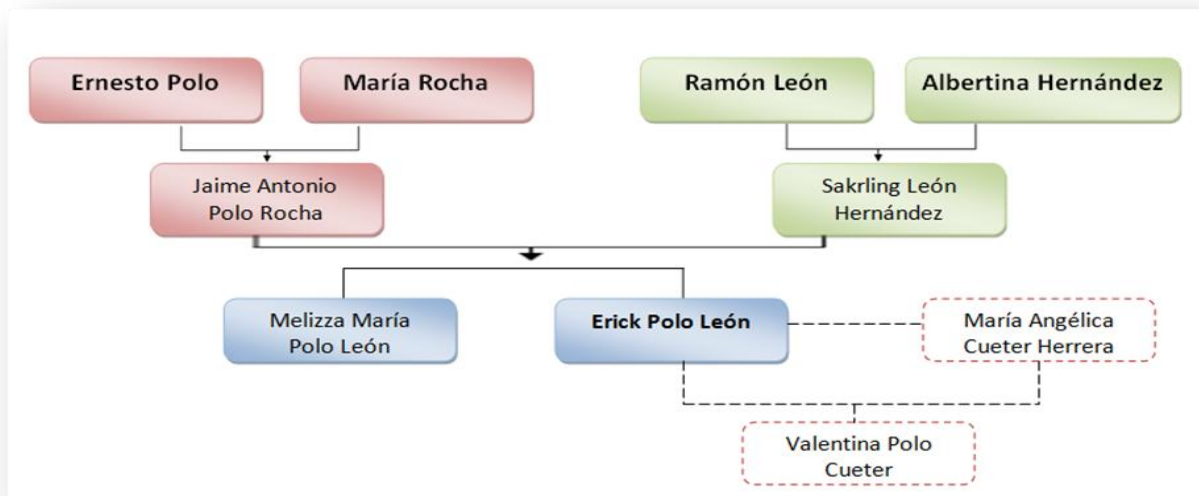 Ernesto Polo
María Rocha
Ramón León
Albertina Hernández
Jaime Antonio
Polo Rocha
Sakrling León
Hernández
Melizza María
Polo León
Erick Polo León
María Angélica
Cueter Herrera
Valentina Polo
Cueter